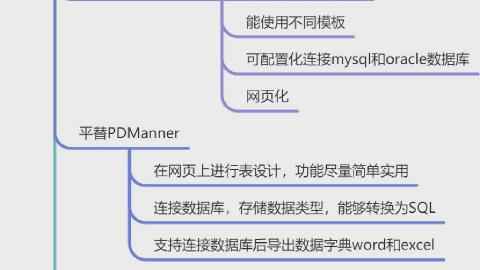 能使用不同模板
可配置化连接mysql和oracle数据库
网页化
平替PDManner
在网页上进行表设计，功能尽量简单实用
连接数据库，存储数据类型，能够转换为SQL
支持连接数据库后导出数据字典word和excel